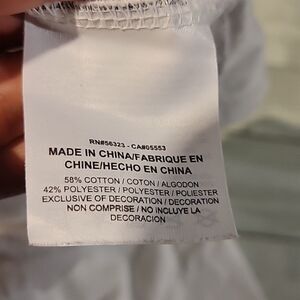 RN#56323 - CA#05553
MADE IN CHINA/FABRIQUE EN
CHINE/HECHO EN CHINA
58% COTTON / COTON / ALGODON
42% POLYESTER / POLYESTER / POLIESTER
EXCLUSIVE OF DECORATION / DECORATION
NON COMPRISE / NO INCLUYE LA
DECORACION